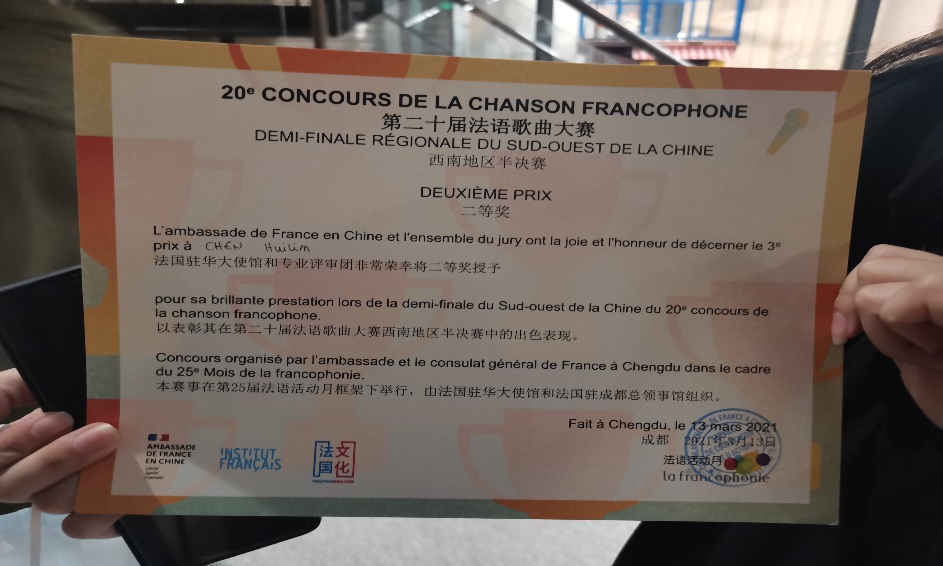 20e CONCOURS DE LA CHANSON FRANCOPHONE
第二十届法语歌曲大赛
DEMI-FINALE RÉGIONALE DU SUD-OUEST DE LA CHINE
西南地区半决赛
DEUXIÈME PRIX
二等奖
L'ambassade de France en Chine et l'ensemble du jury ont la joie et l'honneur de décerner le 3e
prix à CHEN Huilin
法国驻华大使馆和专业评审团非常荣幸将二等奖授予
pour sa brillante prestation lors de la demi-finale du Sud-ouest de la Chine du 20e concours de
la chanson francophone.
以表彰其在第二十届法语歌曲大赛西南地区半决赛中的出色表现。
Concours organisé par l'ambassade et le consulat général de France à Chengdu dans le cadre
du 25e Mois de la francophonie.
本赛事在第25届法语活动月框架下举行，由法国驻华大使馆和法国驻成都总领事馆组织。
Fait à Chengdu, le 13 mars 2021
成都 2021年3月13日
AMBASSADE
DE FRANCE
EN CHINE
Liberté
Égalité
Fraternité
INSTITUT
FRANÇAIS
法文
国化
法语活动月
la francophonie